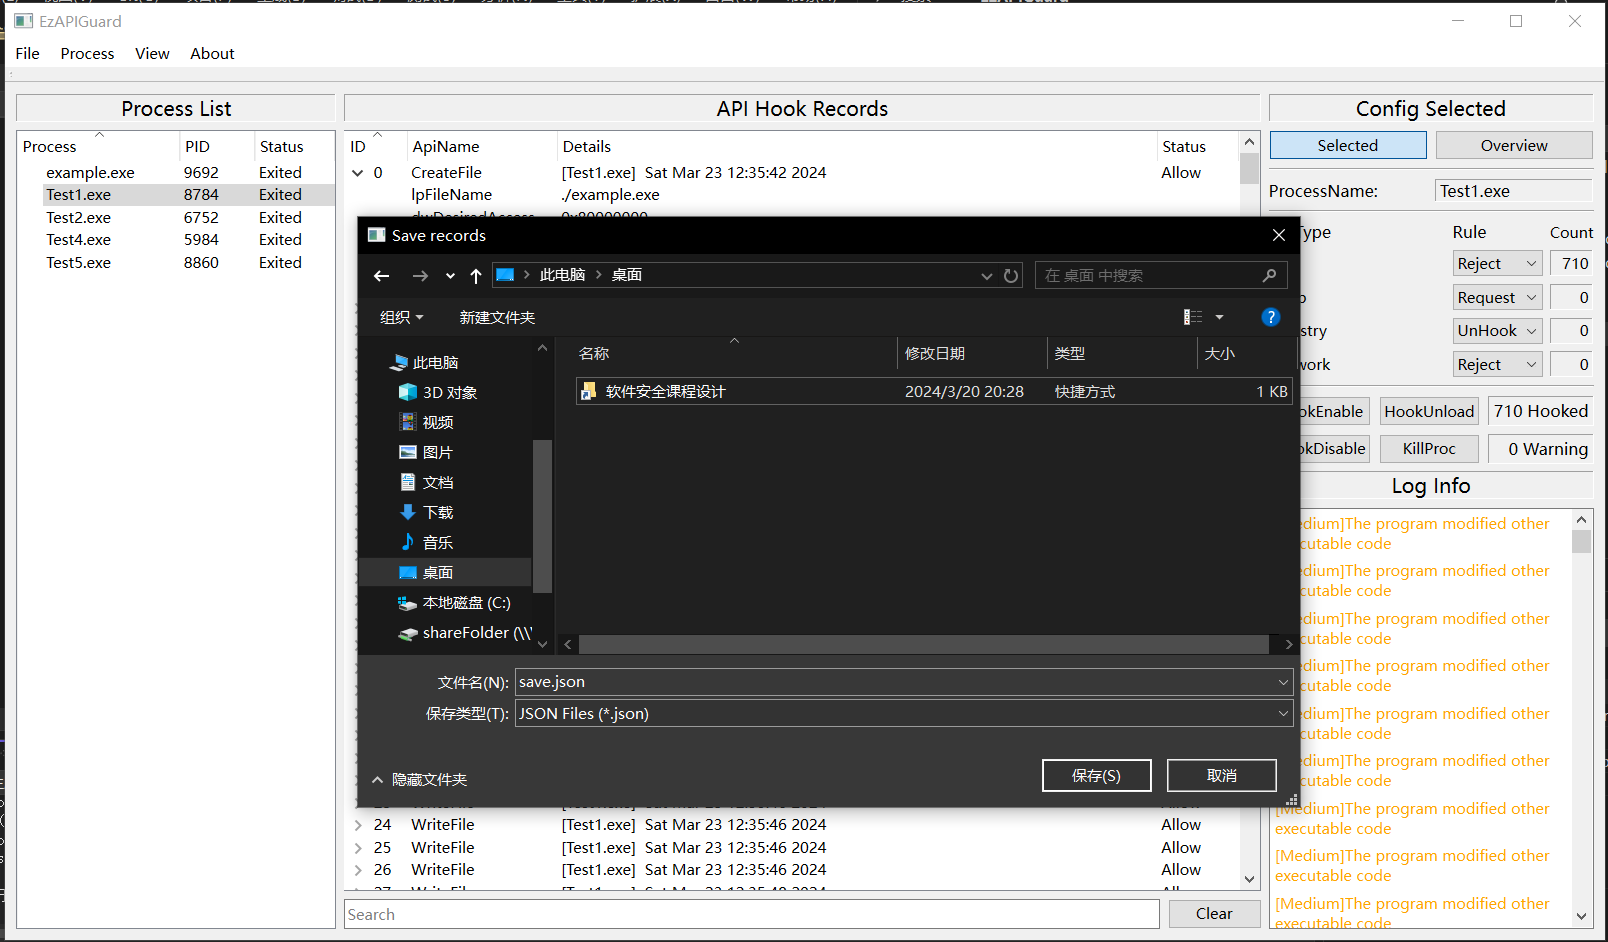 EzAPIGuard
File Process View About
Process List
API Hook Records
Config Selected
Process PID Status
example.exe 9692 Exited
Test1.exe 8784 Exited
Test2.exe 6752 Exited
Test4.exe 5984 Exited
Test5.exe 8860 Exited
ID ApiName Details Status
0 CreateFile [Test1.exe] Sat Mar 23 12:35:42 2024 Allow
lpFileName ./example.exe
dwDesiredAccess 0x80000000
Selected Overview
ProcessName: Test1.exe
Type Rule Count
Reject 710
Request 0
UnHook 0
Reject 0
HookUnload 710 Hooked
KillProc 0 Warning
Log Info
Save records
此电脑 桌面
在 桌面 中搜索
组织 新建文件夹
此电脑
3D 对象
视频
图片
文档
下载
音乐
桌面
本地磁盘 (C:)
shareFolder (\\'
名称 修改日期 类型 大小
软件安全课程设计 2024/3/20 20:28 快捷方式 1 KB
文件名(N): save.json
保存类型(T): JSON Files (*.json)
隐藏文件夹
保存(S) 取消
24 WriteFile [Test1.exe] Sat Mar 23 12:35:46 2024 Allow
25 WriteFile [Test1.exe] Sat Mar 23 12:35:46 2024 Allow
26 WriteFile [Test1.exe] Sat Mar 23 12:35:46 2024 Allow
Search Clear
edium]The program modified other
cutable code
edium]The program modified other
cutable code
edium]The program modified other
cutable code
edium]The program modified other
cutable code
edium]The program modified other
cutable code
edium]The program modified other
cutable code
[Medium]The program modified other
executable code
[Medium]The program modified other
executable code
[Medium]The program modified other
executable code